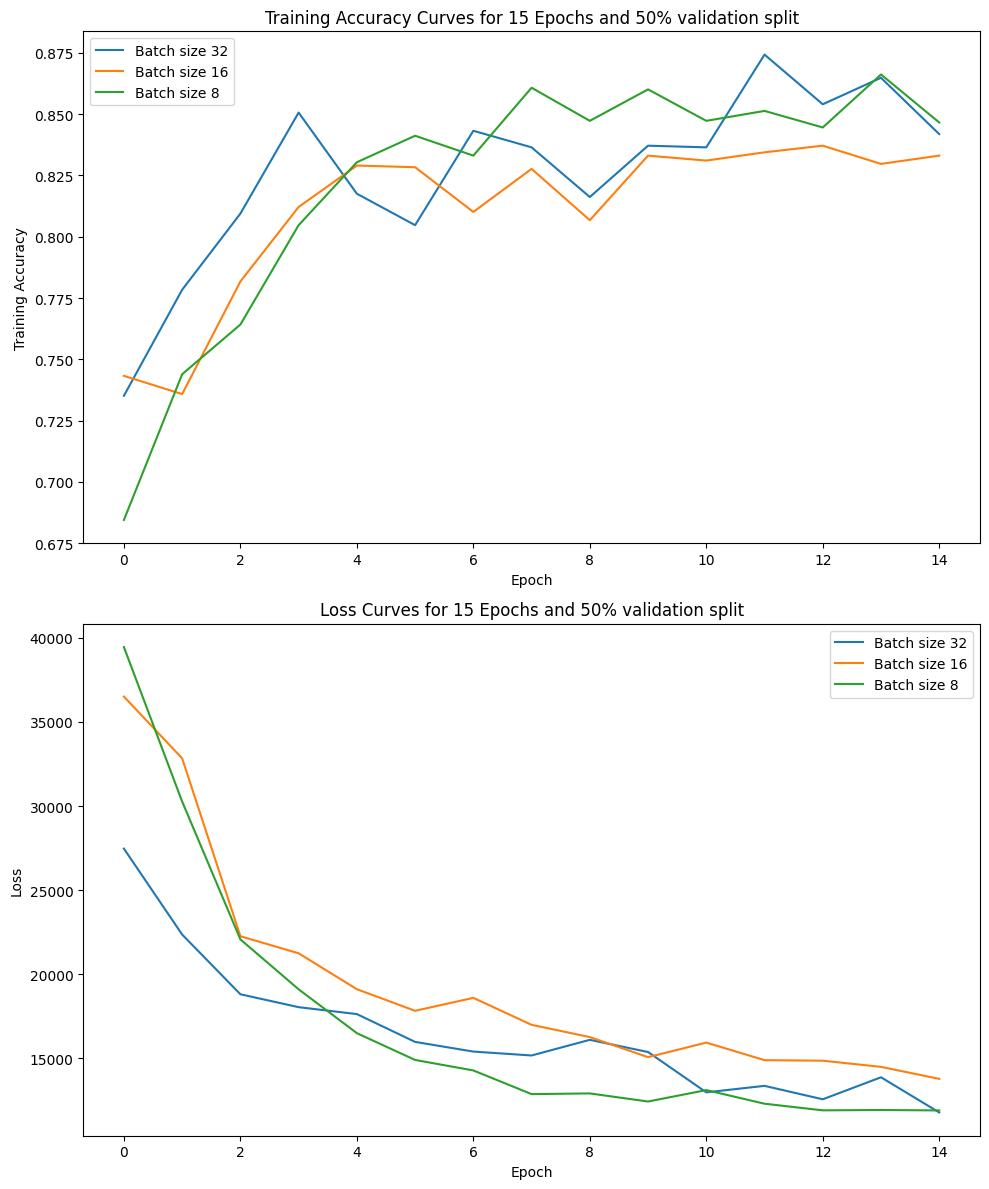 Training Accuracy Curves for 15 Epochs and 50% validation split
Batch size 32
Batch size 16
Batch size 8
Training Accuracy
0.875
0.850
0.825
0.800
0.775
0.750
0.725
0.700
0.675
0 2 4 6 8 10 12 14
Epoch
Loss Curves for 15 Epochs and 50% validation split
Batch size 32
Batch size 16
Batch size 8
Loss
40000
35000
30000
25000
20000
15000
0 2 4 6 8 10 12 14
Epoch